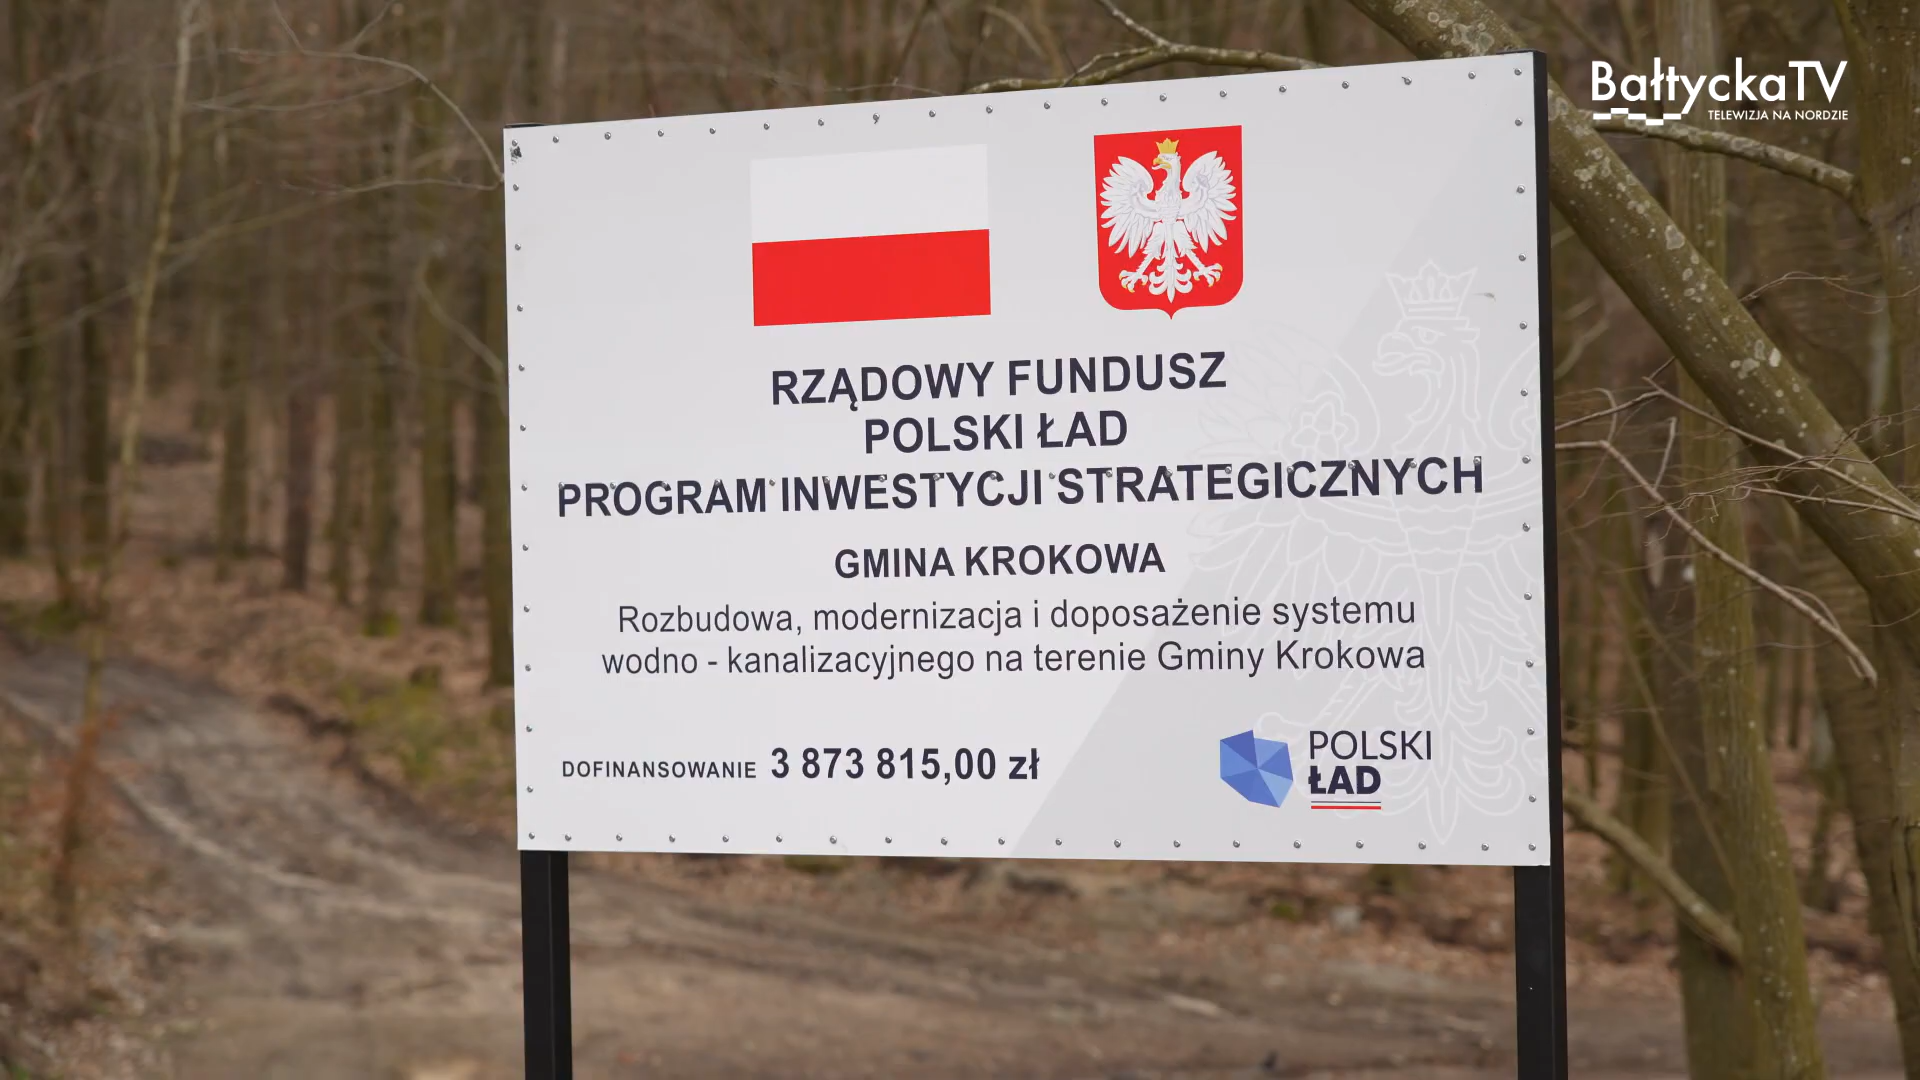 BałtyckaTV
TELEWIZJA NA NORDZIE
RZĄDOWY FUNDUSZ
POLSKI ŁAD
PROGRAM INWESTYCJI STRATEGICZNYCH
GMINA KROKOWA
Rozbudowa, modernizacja i doposażenie systemu
wodno - kanalizacyjnego na terenie Gminy Krokowa
DOFINANSOWANIE 3 873 815,00 zł
POLSKI
ŁAD